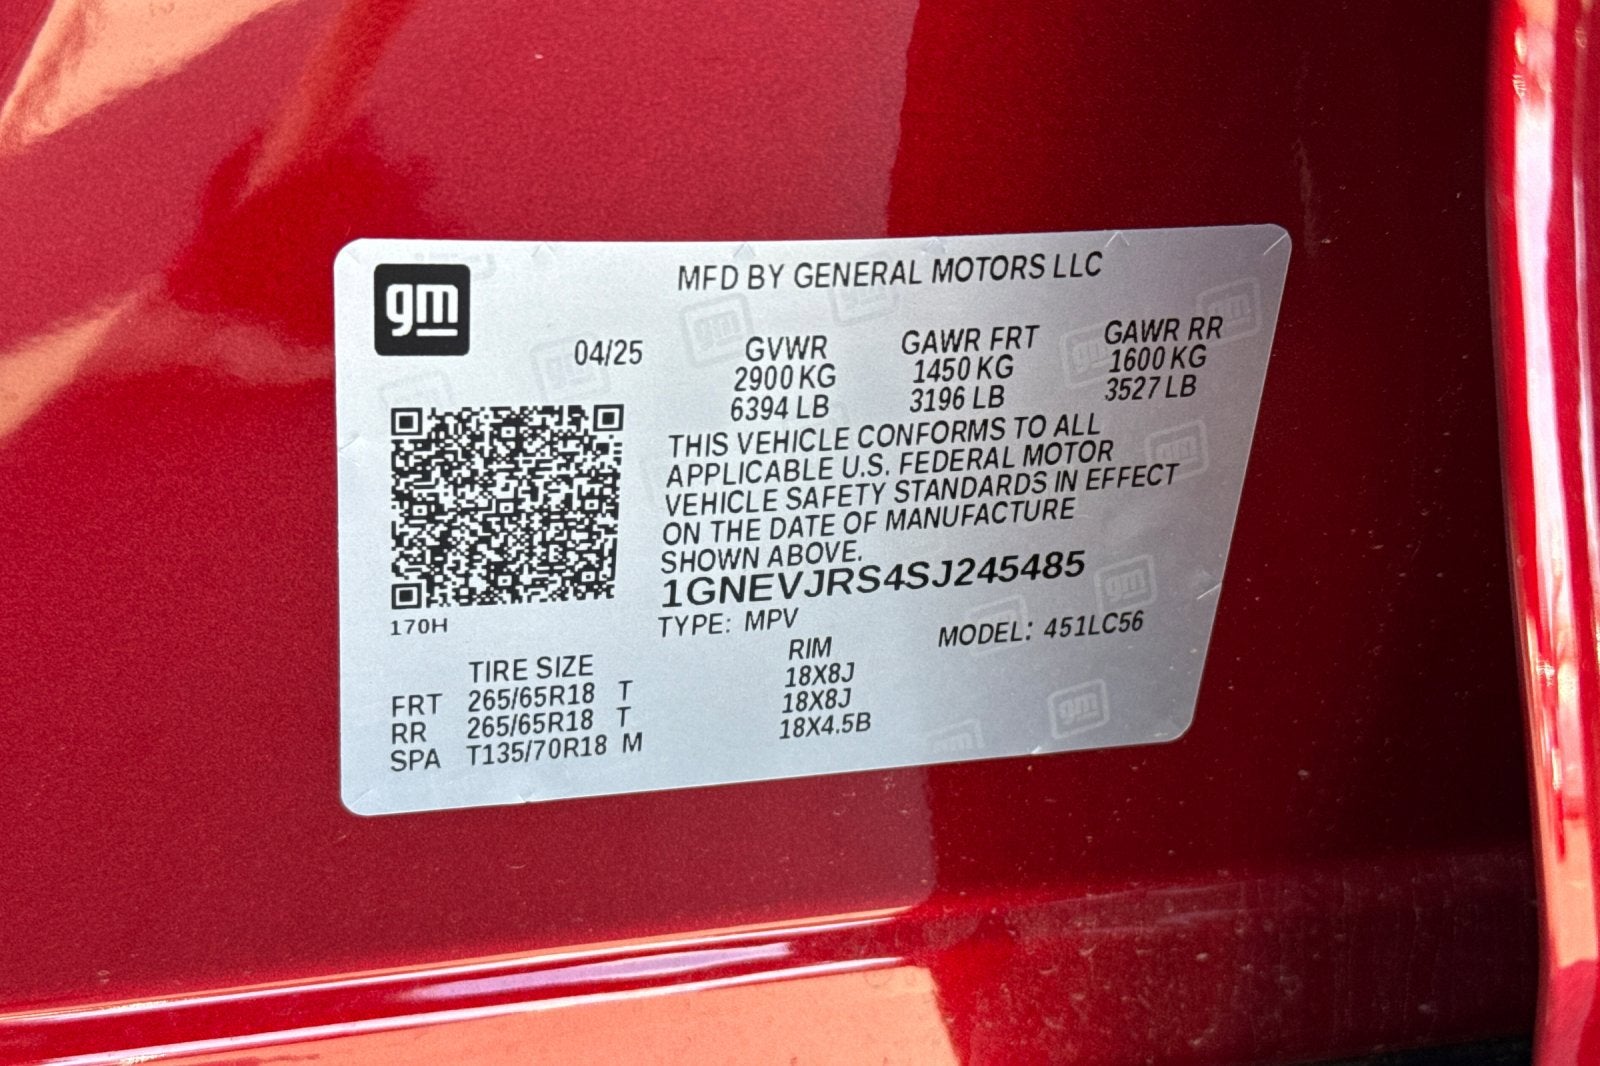 gm
MFD BY GENERAL MOTORS LLC
04/25 GVWR GAWR FRT GAWR RR
2900 KG 1450 KG 1600 KG
6394 LB 3196 LB 3527 LB
THIS VEHICLE CONFORMS TO ALL
APPLICABLE U.S. FEDERAL MOTOR
VEHICLE SAFETY STANDARDS IN EFFECT
ON THE DATE OF MANUFACTURE
SHOWN ABOVE.
1GNEVJRS4SJ245485
170H
TYPE: MPV MODEL: 451LC56
TIRE SIZE RIM
FRT 265/65R18 T 18X8J
RR 265/65R18 T 18X8J
SPA T135/70R18 M 18X4.5B